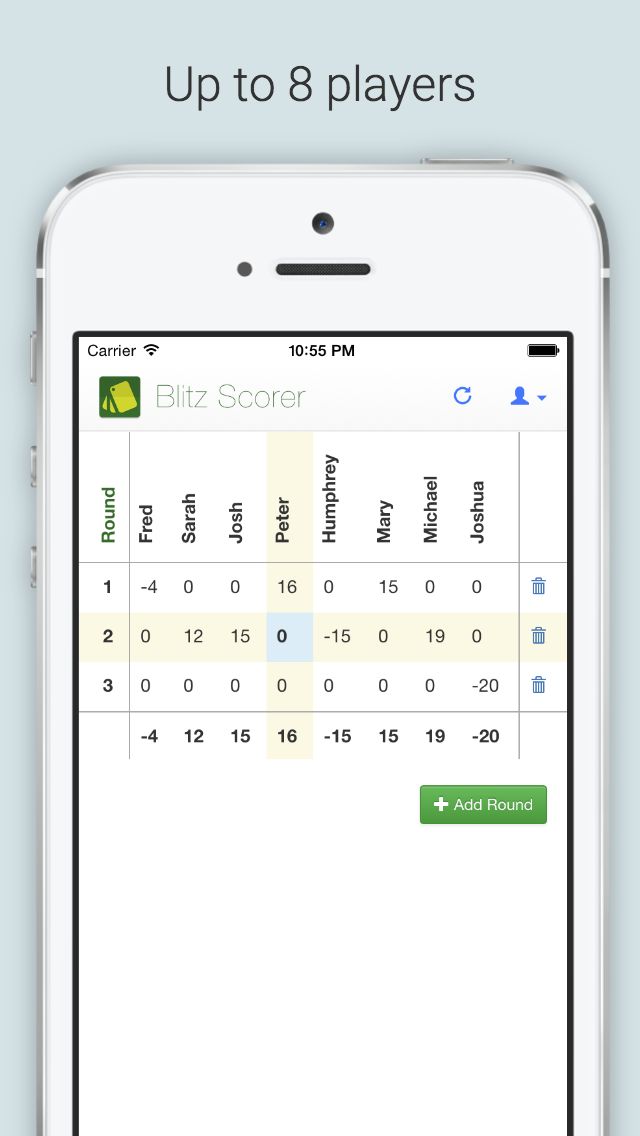 Up to 8 players
Carrier 10:55 PM
Blitz Scorer
Round Fred Sarah Josh Peter Humphrey Mary Michael Joshua
1 -4 0 0 16 0 15 0 0
2 0 12 15 0 -15 0 19 0
3 0 0 0 0 0 0 0 -20
-4 12 15 16 -15 15 19 -20
Add Round